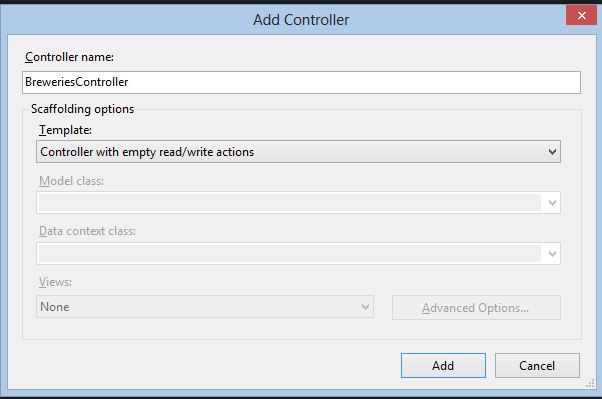 Add Controller
Controller name:
BreweriesController
Scaffolding options
Template:
Controller with empty read/write actions
Model class:
Data context class:
Views:
None
Advanced Options...
Add
Cancel